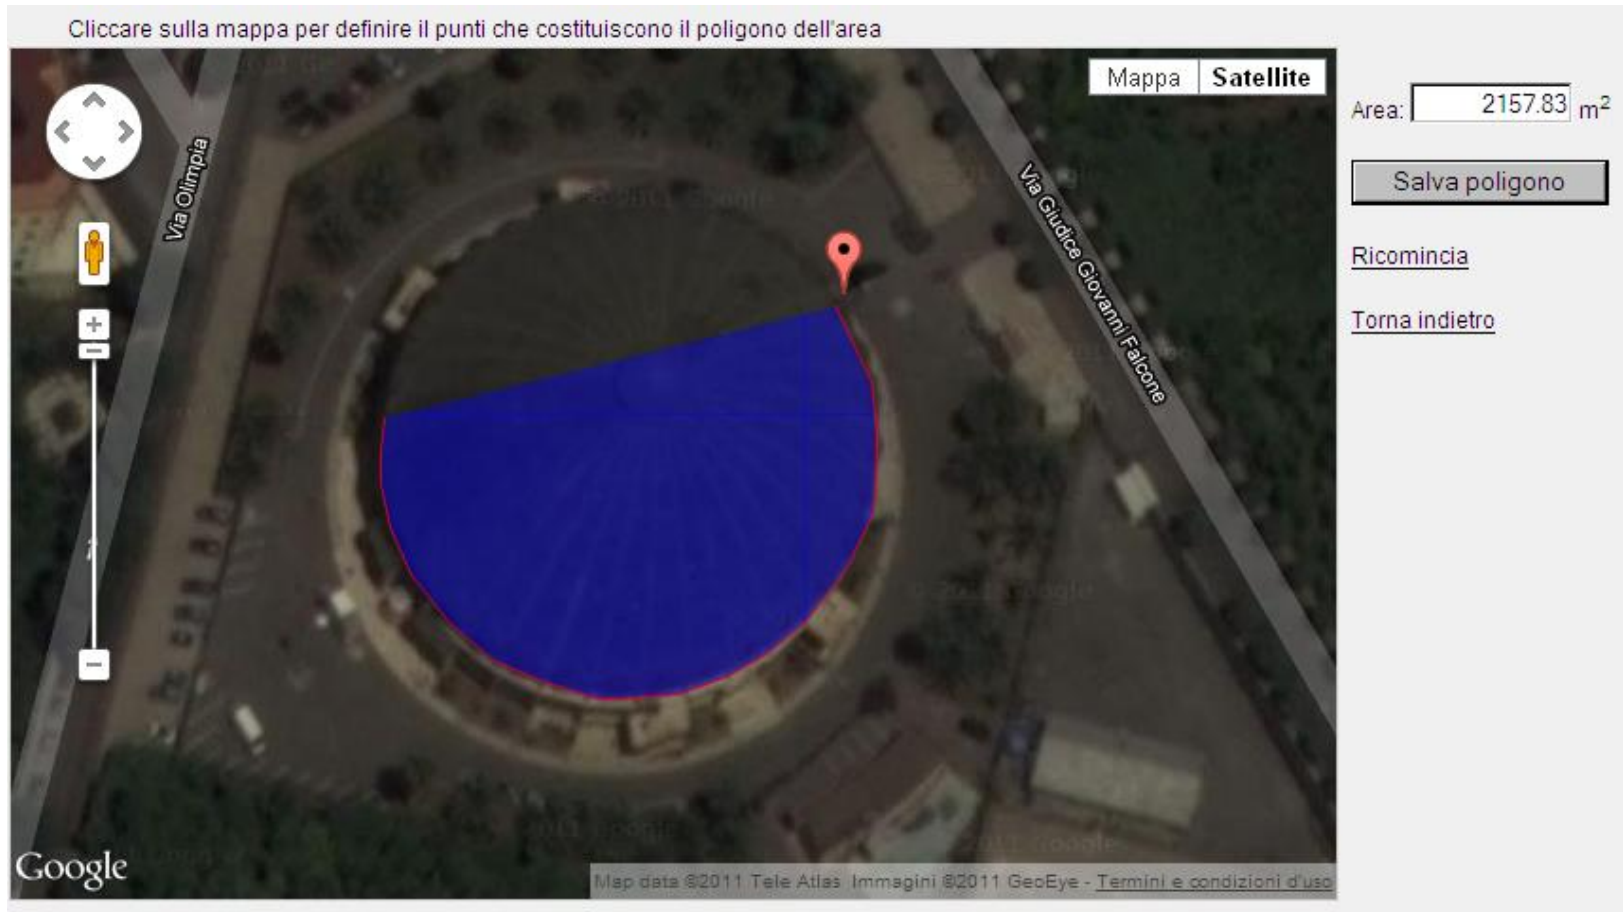 Cliccare sulla mappa per definire il punti che costituiscono il poligono dell'area
Mappa
Satellite
Area: 2157.83 m²
Salva poligono
Ricomincia
Torna indietro
Via Olimpia
Via Giudice Giovanni Falcone
Google
Map data ©2011 Tele Atlas Immagini ©2011 GeoEye - Termini e condizioni d'uso